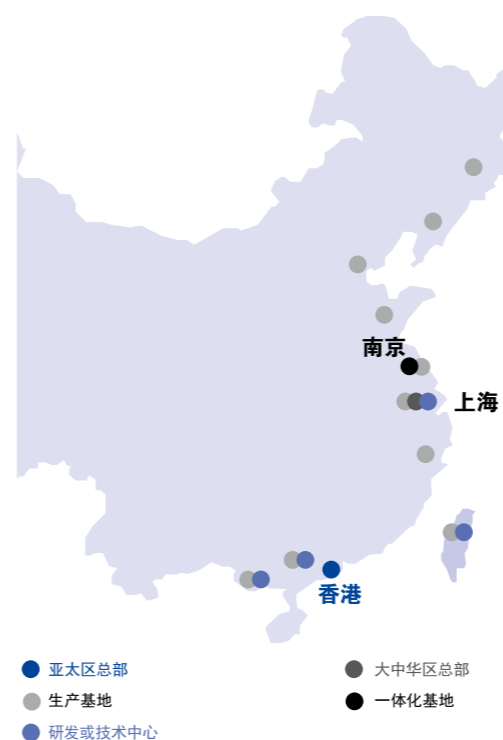 南京
上海
香港
亚太区总部
大中华区总部
生产基地
一体化基地
研发或技术中心